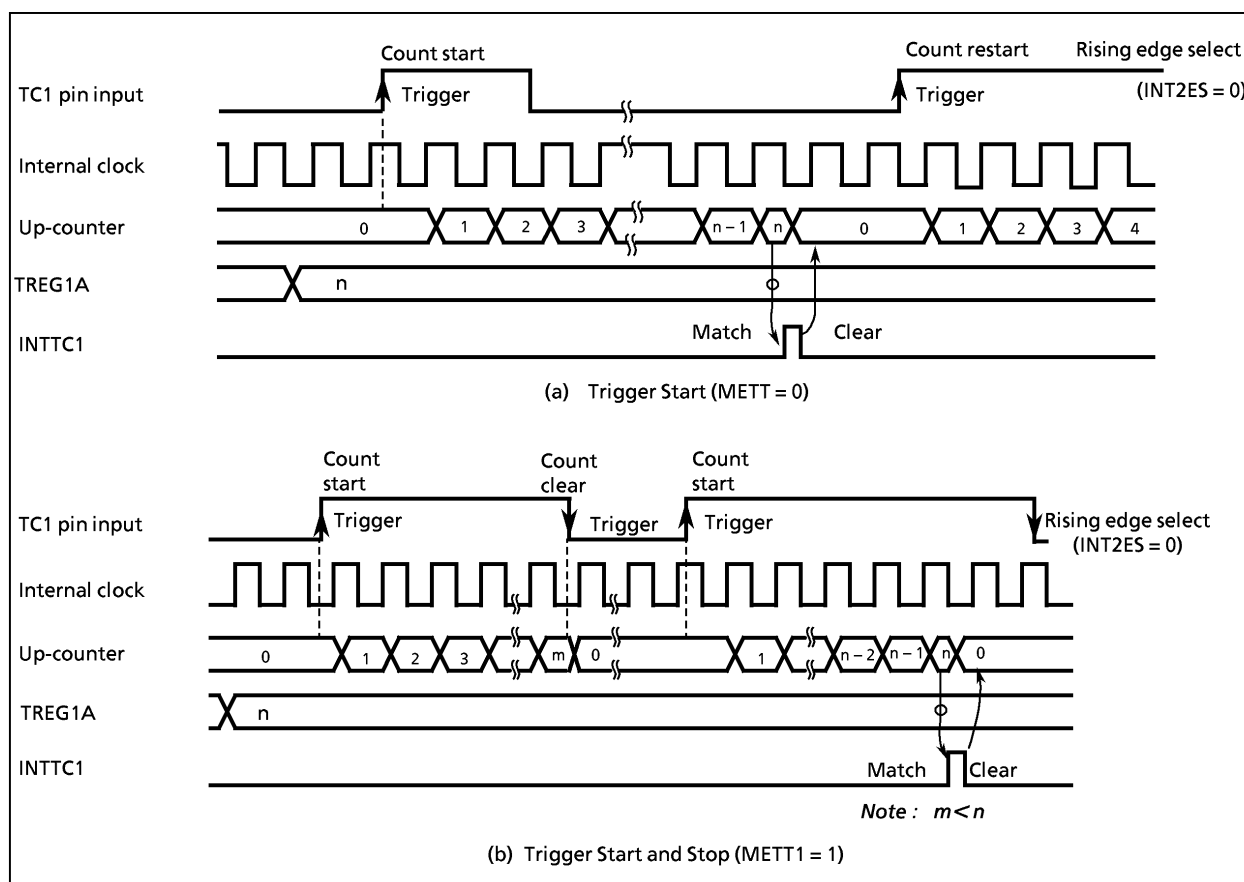 Count start Count restart Rising edge select
TC1 pin input Trigger Trigger (INT2ES = 0)
Internal clock
Up-counter 0 1 2 3 n – 1 n 0 1 2 3 4
TREG1A n
INTTC1 Match Clear
(a) Trigger Start (METT = 0)
Count start Count clear Count start
TC1 pin input Trigger Trigger Trigger Rising edge select
(INT2ES = 0)
Internal clock
Up-counter 0 1 2 3 m 0 1 n – 2 n – 1 n 0
TREG1A n
INTTC1 Match Clear
Note : m < n
(b) Trigger Start and Stop (METT1 = 1)